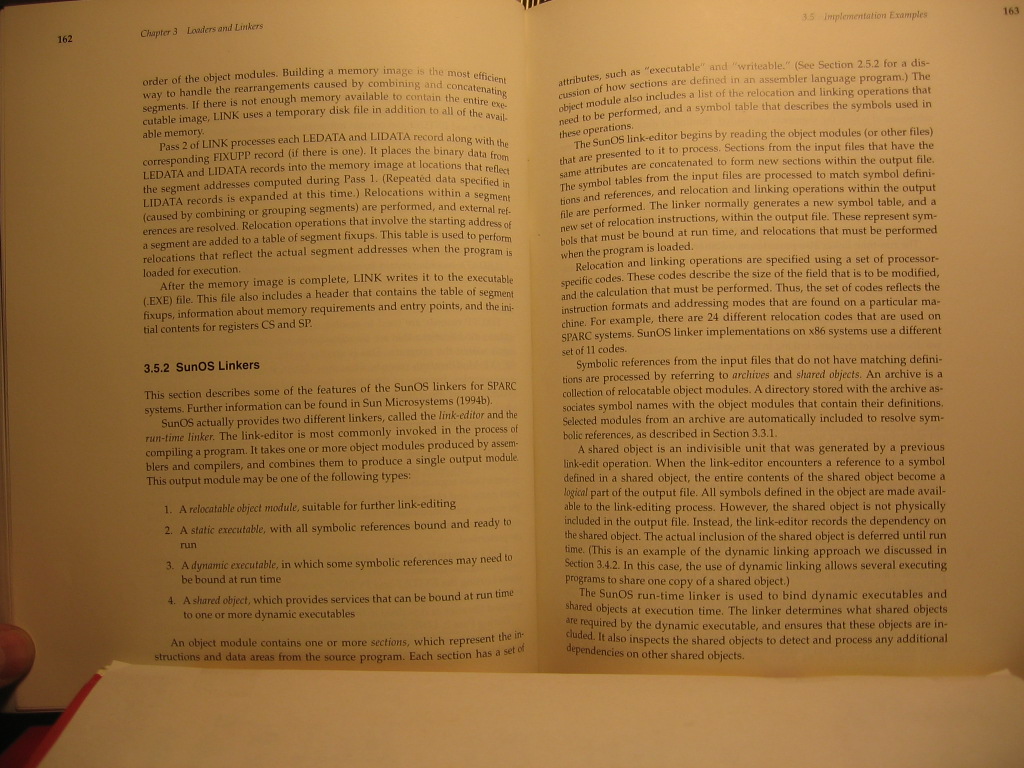 162
Chapter 3 Loaders and Linkers
order of the object modules. Building a memory image is the most efficient
way to handle the rearrangements caused by combining and concatenating
segments. If there is not enough memory available to contain the entire exe-
cutable image, LINK uses a temporary disk file in addition to all of the avail-
able memory.
Pass 2 of LINK processes each LEDATA and LIDATA record along with the
corresponding FIXUPP record (if there is one). It places the binary data from
LEDATA and LIDATA records into the memory image at locations that reflect
the segment addresses computed during Pass 1. (Repeated data specified in
LIDATA records is expanded at this time.) Relocations within a segment
(caused by combining or grouping segments) are performed, and external ref-
erences are resolved. Relocation operations that involve the starting address of
a segment are added to a table of segment fixups. This table is used to perform
relocations that reflect the actual segment addresses when the program is
loaded for execution.
After the memory image is complete, LINK writes it to the executable
(.EXE) file. This file also includes a header that contains the table of segment
fixups, information about memory requirements and entry points, and the ini-
tial contents for registers CS and SP.
3.5.2 SunOS Linkers
This section describes some of the features of the SunOS linkers for SPARC
systems. Further information can be found in Sun Microsystems (1994b).
SunOS actually provides two different linkers, called the link-editor and the
run-time linker. The link-editor is most commonly invoked in the process of
compiling a program. It takes one or more object modules produced by assem-
blers and compilers, and combines them to produce a single output module.
This output module may be one of the following types:
1. A relocatable object module, suitable for further link-editing
2. A static executable, with all symbolic references bound and ready to
run
3. A dynamic executable, in which some symbolic references may need to
be bound at run time
4. A shared object, which provides services that can be bound at run time
to one or more dynamic executables
An object module contains one or more sections, which represent the in-
structions and data areas from the source program. Each section has a set of
3.5 Implementation Examples
163
attributes, such as "executable" and "writeable." (See Section 2.5.2 for a dis-
cussion of how sections are defined in an assembler language program.) The
object module also includes a list of the relocation and linking operations that
need to be performed, and a symbol table that describes the symbols used in
these operations.
The SunOS link-editor begins by reading the object modules (or other files)
that are presented to it to process. Sections from the input files that have the
same attributes are concatenated to form new sections within the output file.
The symbol tables from the input files are processed to match symbol defini-
tions and references, and relocation and linking operations within the output
file are performed. The linker normally generates a new symbol table, and a
new set of relocation instructions, within the output file. These represent sym-
bols that must be bound at run time, and relocations that must be performed
when the program is loaded.
Relocation and linking operations are specified using a set of processor-
specific codes. These codes describe the size of the field that is to be modified,
and the calculation that must be performed. Thus, the set of codes reflects the
instruction formats and addressing modes that are found on a particular ma-
chine. For example, there are 24 different relocation codes that are used on
SPARC systems. SunOS linker implementations on x86 systems use a different
set of 11 codes.
Symbolic references from the input files that do not have matching defini-
tions are processed by referring to archives and shared objects. An archive is a
collection of relocatable object modules. A directory stored with the archive as-
sociates symbol names with the object modules that contain their definitions.
Selected modules from an archive are automatically included to resolve sym-
bolic references, as described in Section 3.3.1.
A shared object is an indivisible unit that was generated by a previous
link-edit operation. When the link-editor encounters a reference to a symbol
defined in a shared object, the entire contents of the shared object become a
logical part of the output file. All symbols defined in the object are made avail-
able to the link-editing process. However, the shared object is not physically
included in the output file. Instead, the link-editor records the dependency on
the shared object. The actual inclusion of the shared object is deferred until run
time. (This is an example of the dynamic linking approach we discussed in
Section 3.4.2. In this case, the use of dynamic linking allows several executing
programs to share one copy of a shared object.)
The SunOS run-time linker is used to bind dynamic executables and
shared objects at execution time. The linker determines what shared objects
are required by the dynamic executable, and ensures that these objects are in-
cluded. It also inspects the shared objects to detect and process any additional
dependencies on other shared objects.